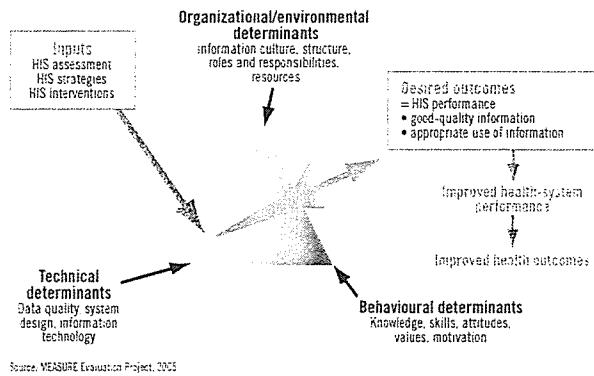 Organizational/environmental
determinants
Information culture, structure,
roles and responsibilities,
resources
Inputs
HIS assessment
HIS strategies
HIS interventions
Desired outcomes
= HIS performance
• good-quality information
• appropriate use of information
Improved health-system
performance
Improved health outcomes
Technical
determinants
Data quality, system
design, information
technology
Behavioural determinants
Knowledge, skills, attitudes,
values, motivation
Source: MEASURE Evaluation Project, 2005